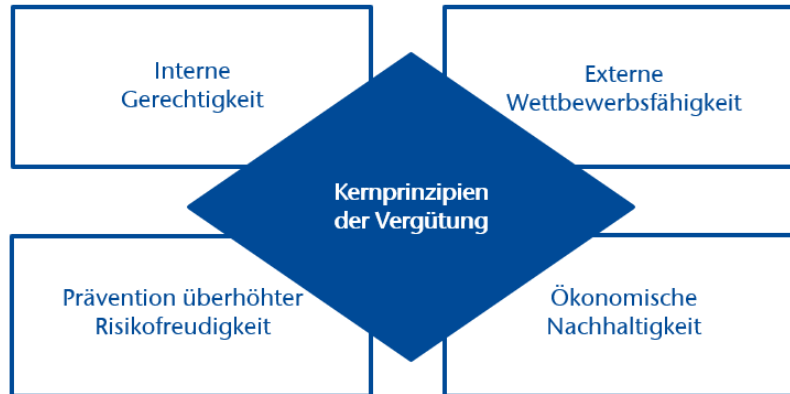 Interne
Gerechtigkeit
Externe
Wettbewerbsfähigkeit
Kernprinzipien
der Vergütung
Prävention überhöhter
Risikofreudigkeit
Ökonomische
Nachhaltigkeit